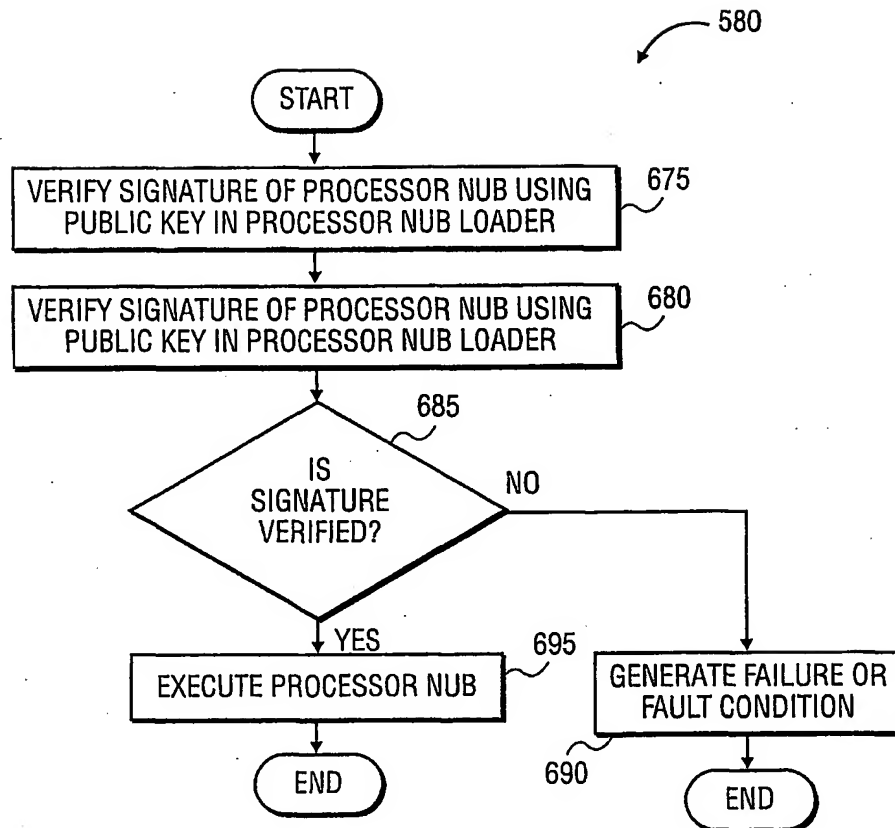 580
START
VERIFY SIGNATURE OF PROCESSOR NUB USING
PUBLIC KEY IN PROCESSOR NUB LOADER
675
VERIFY SIGNATURE OF PROCESSOR NUB USING
PUBLIC KEY IN PROCESSOR NUB LOADER
680
685
IS
SIGNATURE
VERIFIED?
NO
YES
695
EXECUTE PROCESSOR NUB
GENERATE FAILURE OR
FAULT CONDITION
690
END
END